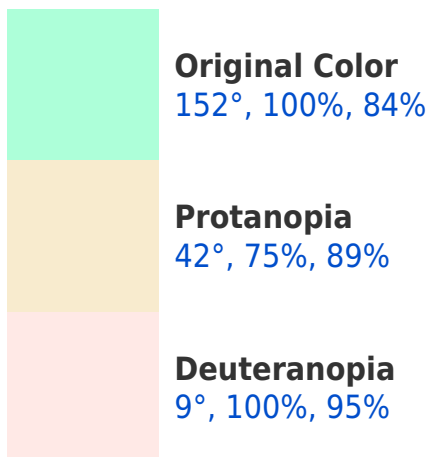 Original Color
152°, 100%, 84%
Protanopia
42°, 75%, 89%
Deuteranopia
9°, 100%, 95%